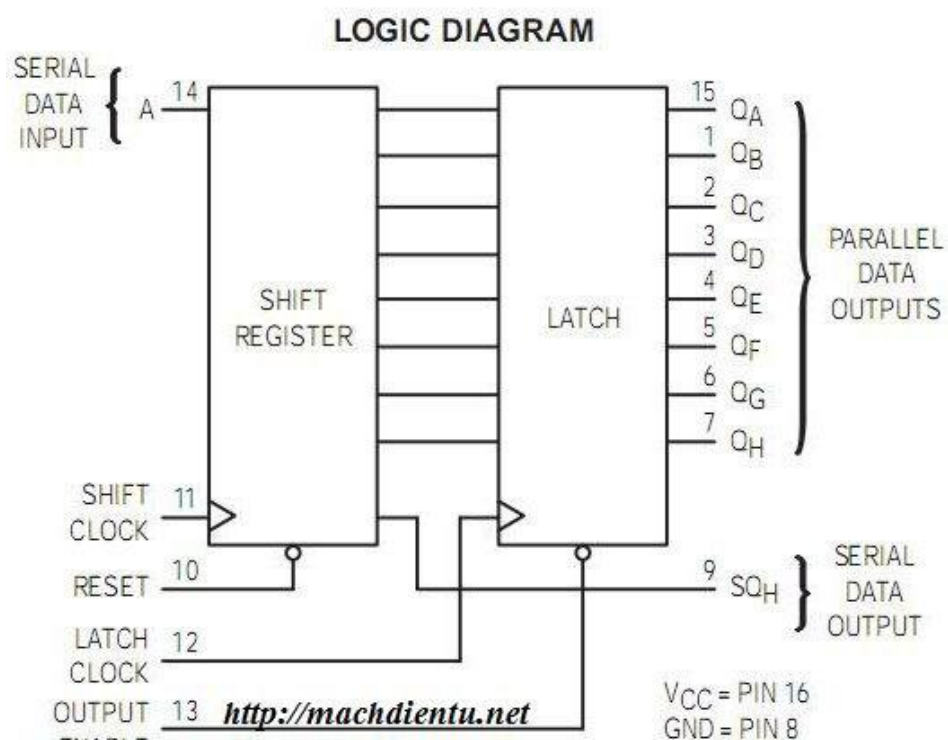 LOGIC DIAGRAM
SERIAL
DATA
INPUT
A
14
SHIFT
REGISTER
LATCH
15 QA
1 QB
2 QC
3 QD
4 QE
5 QF
6 QG
7 QH
PARALLEL
DATA
OUTPUTS
SHIFT
CLOCK
11
RESET 10
LATCH
CLOCK
12
OUTPUT 13
ENABLE
9 SQH
SERIAL
DATA
OUTPUT
http://machdientu.net
VCC = PIN 16
GND = PIN 8